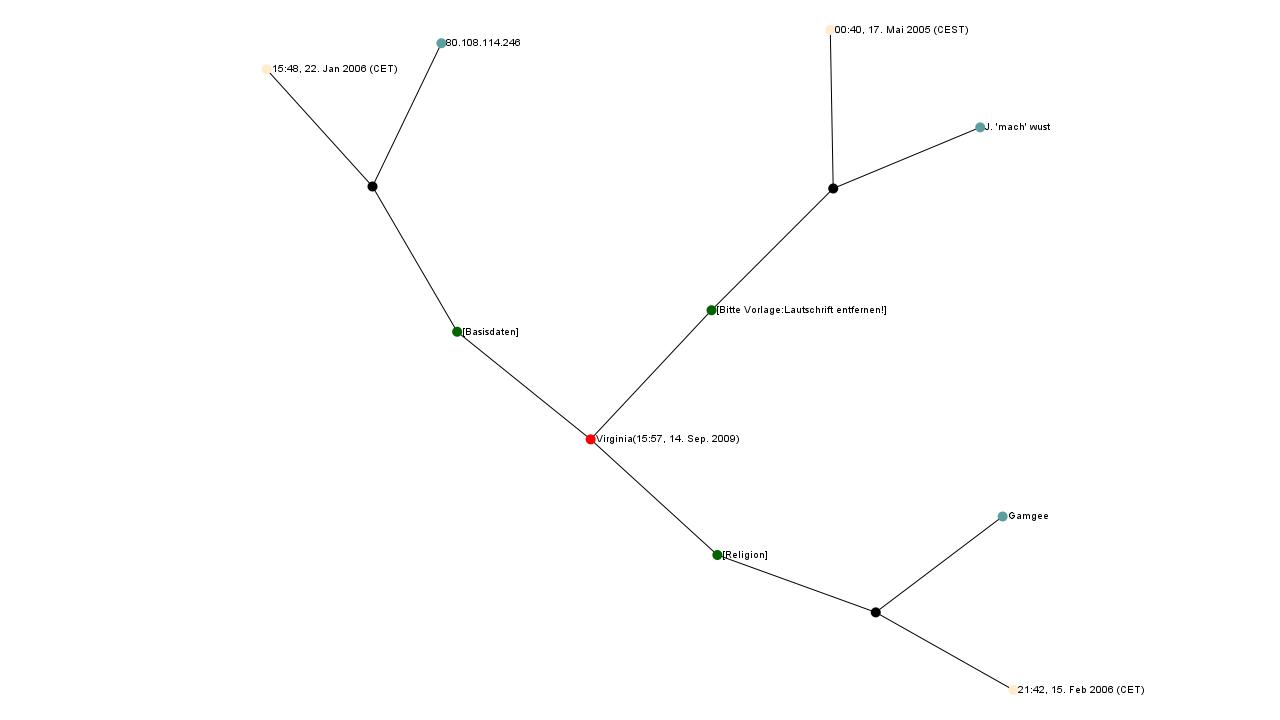 00:40, 17. Mai 2005 (CEST)
80.108.114.246
15:48, 22. Jan 2006 (CET)
J. 'mach' wust
[Bitte Vorlage:Lautschrift entfernen!]
[Basisdaten]
Virginia(15:57, 14. Sep. 2009)
Gamgee
[Religion]
21:42, 15. Feb 2006 (CET)